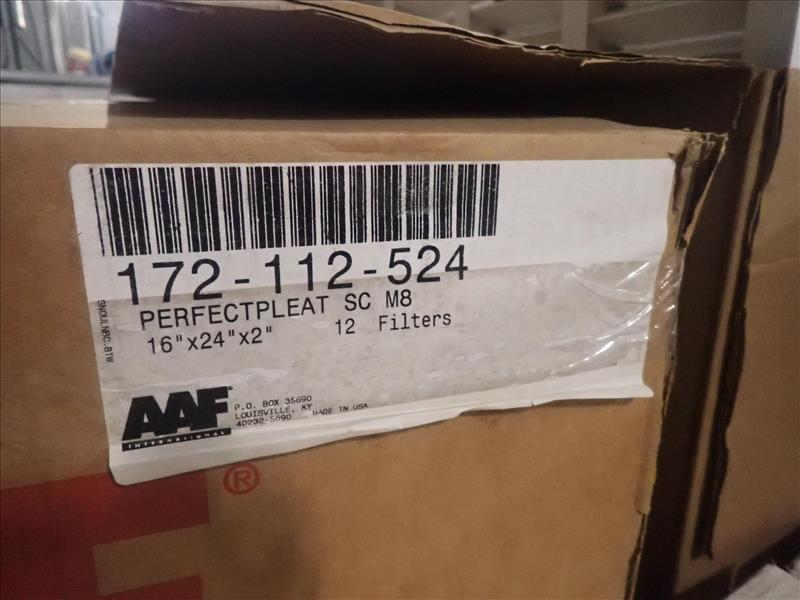 172-112-524
PERFECTPLEAT SC M8
16"x24"x2" 12 Filters
AAF
INTERNATIONAL
P.O. BOX 35690
LOUISVILLE, KY
40232-5690 MADE IN USA
®